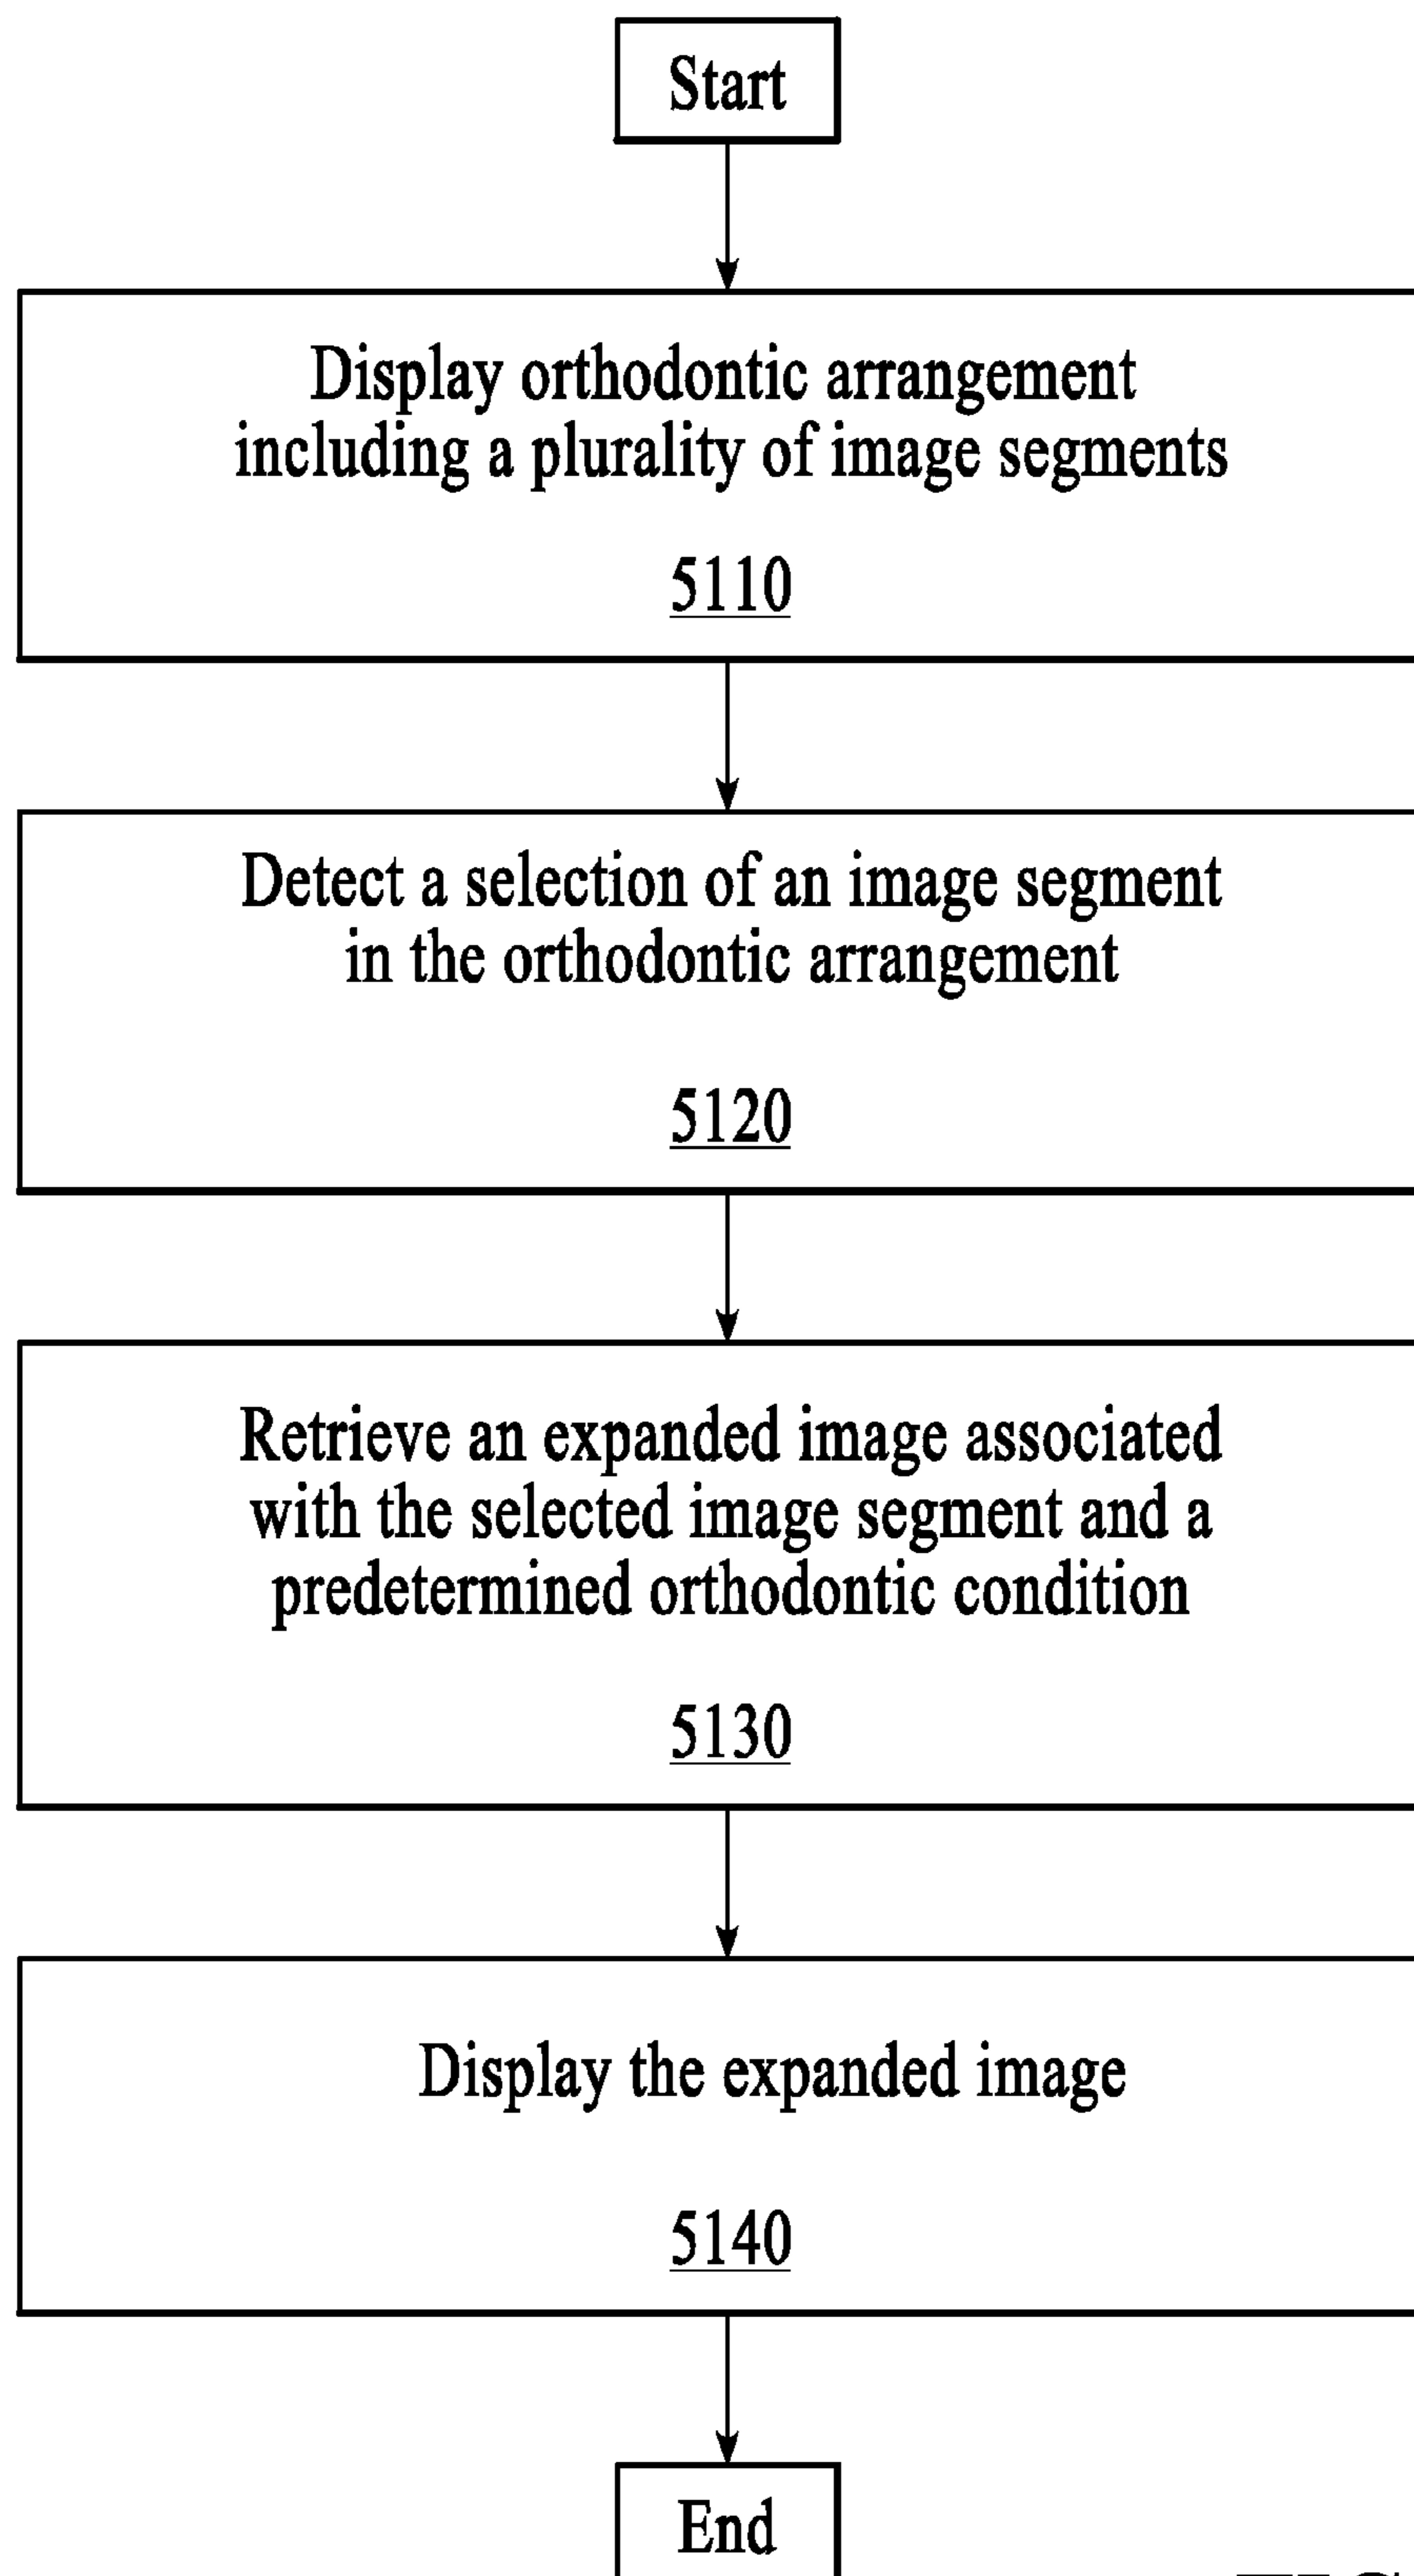 Start
Display orthodontic arrangement
including a plurality of image segments
5110
Detect a selection of an image segment
in the orthodontic arrangement
5120
Retrieve an expanded image associated
with the selected image segment and a
predetermined orthodontic condition
5130
Display the expanded image
5140
End